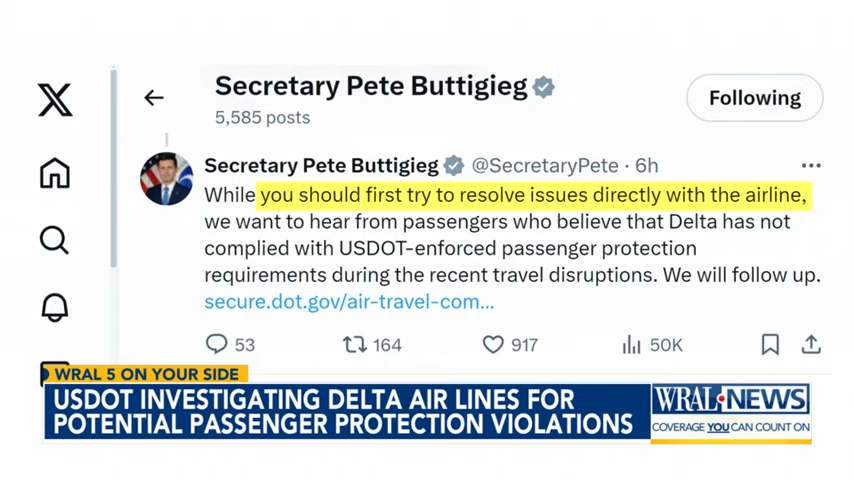 Secretary Pete Buttigieg
5,585 posts
Following
Secretary Pete Buttigieg @SecretaryPete · 6h
While you should first try to resolve issues directly with the airline,
we want to hear from passengers who believe that Delta has not
complied with USDOT-enforced passenger protection
requirements during the recent travel disruptions. We will follow up.
secure.dot.gov/air-travel-com...
53 164 917 50K
WRAL 5 ON YOUR SIDE
USDOT INVESTIGATING DELTA AIR LINES FOR
POTENTIAL PASSENGER PROTECTION VIOLATIONS
WRAL NEWS
COVERAGE YOU CAN COUNT ON